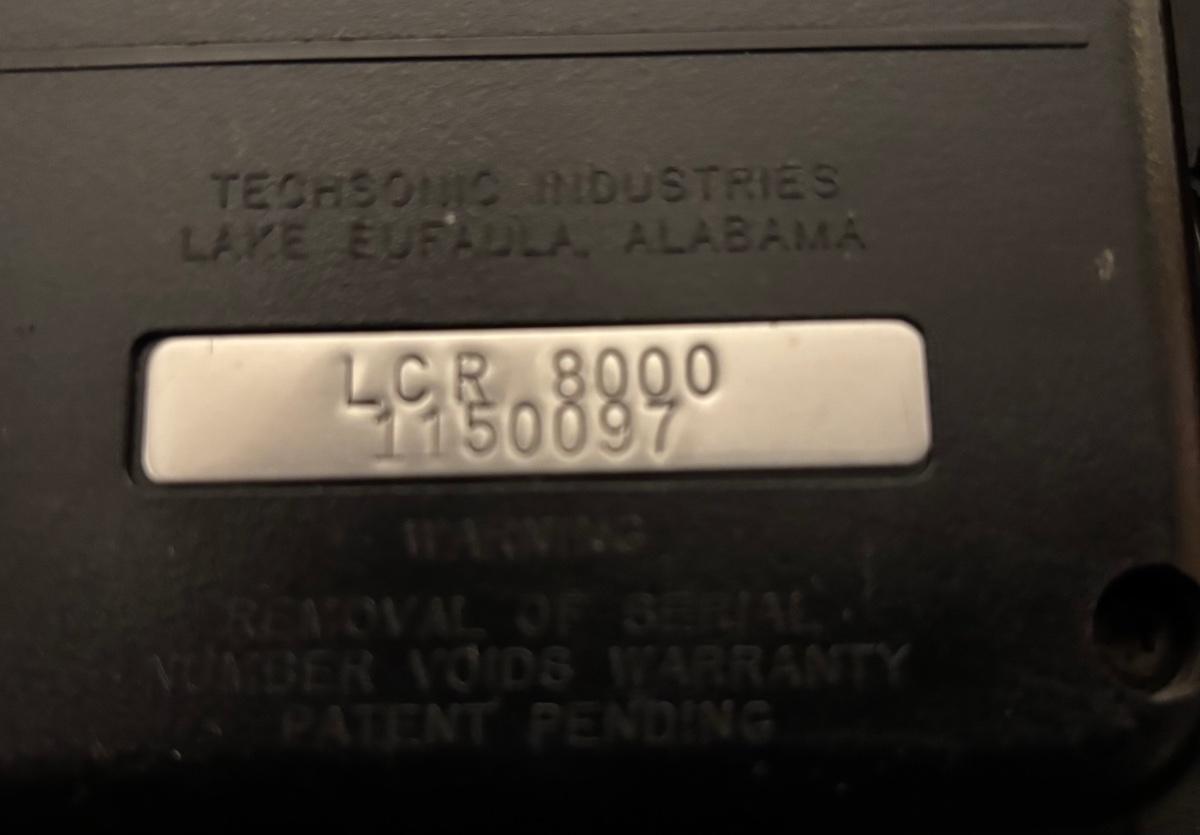 TECHSONIC INDUSTRIES
LAKE EUFAULA, ALABAMA
LCR 8000
1150097
WARNING
REMOVAL OF SERIAL
NUMBER VOIDS WARRANTY
PATENT PENDING